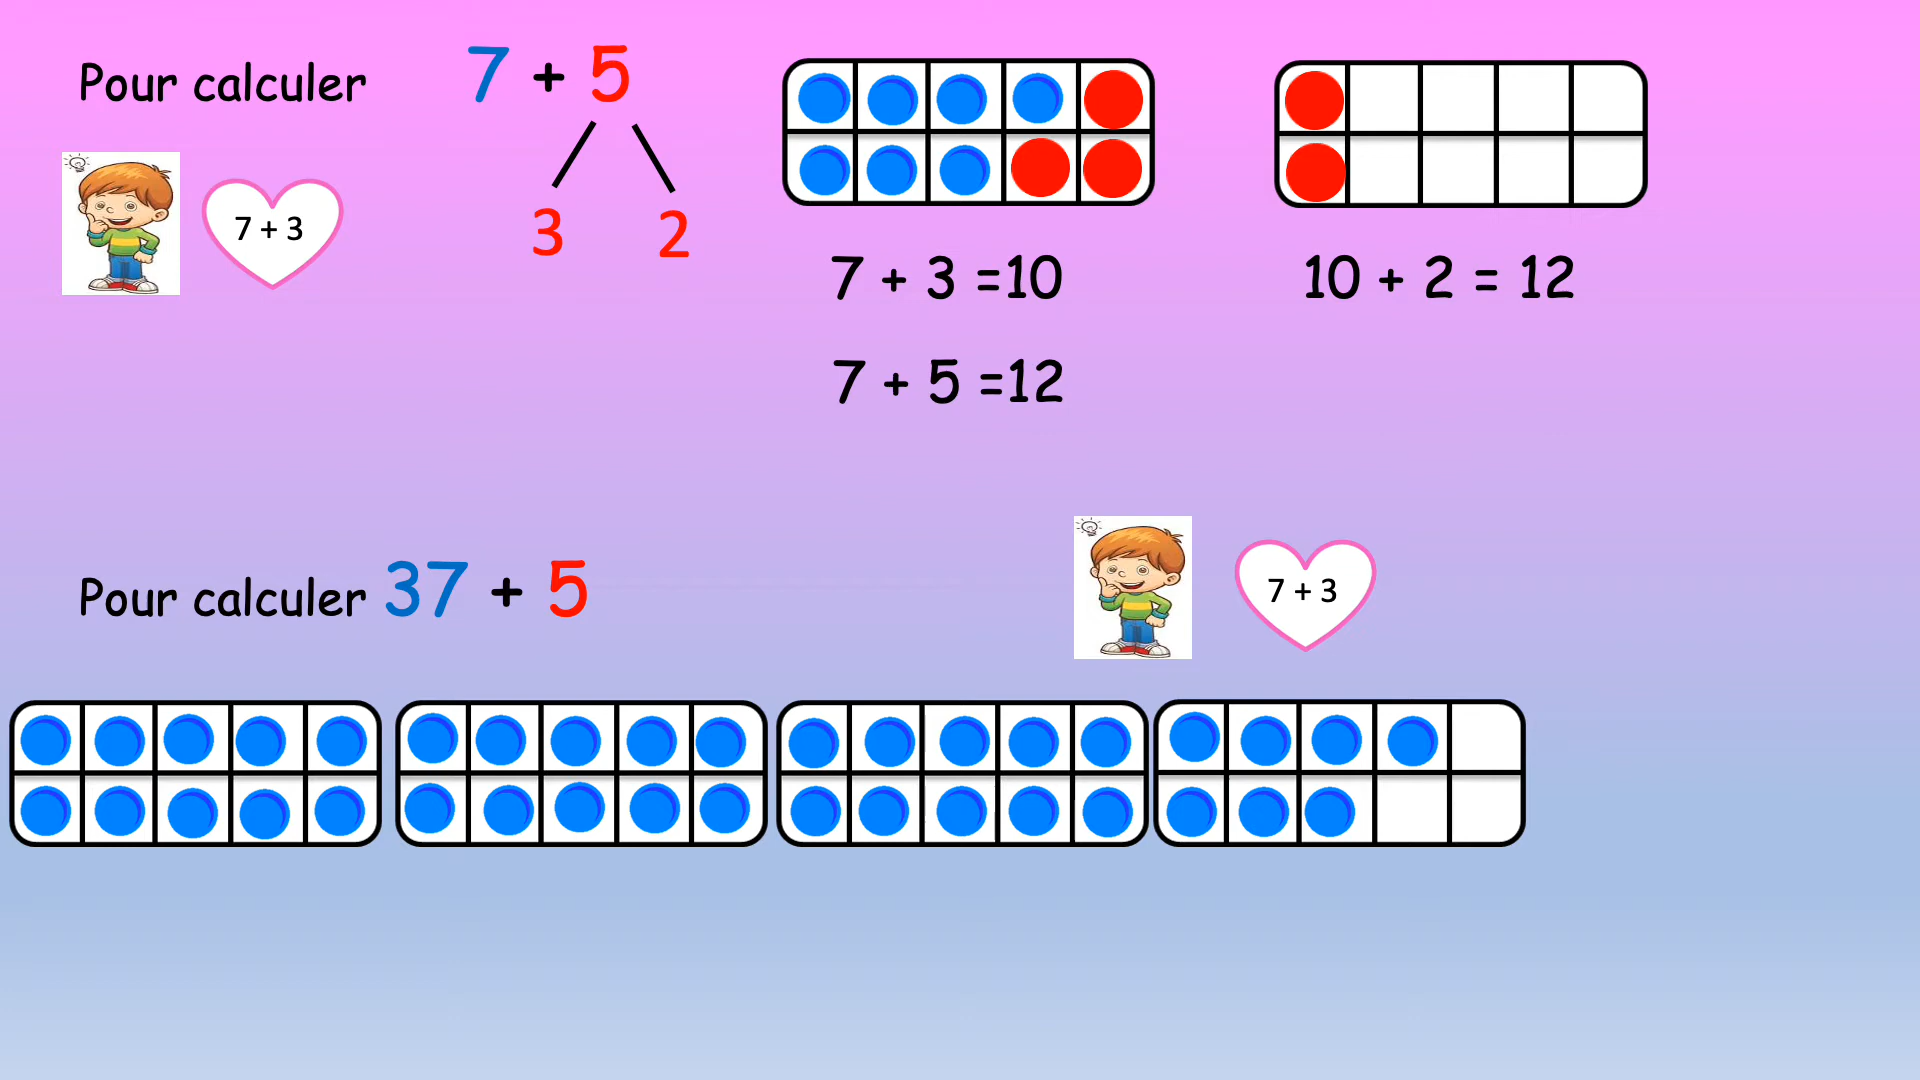 Pour calculer 7 + 5
3 2
7 + 3
7 + 3 =10
10 + 2 = 12
7 + 5 =12
Pour calculer 37 + 5
7 + 3